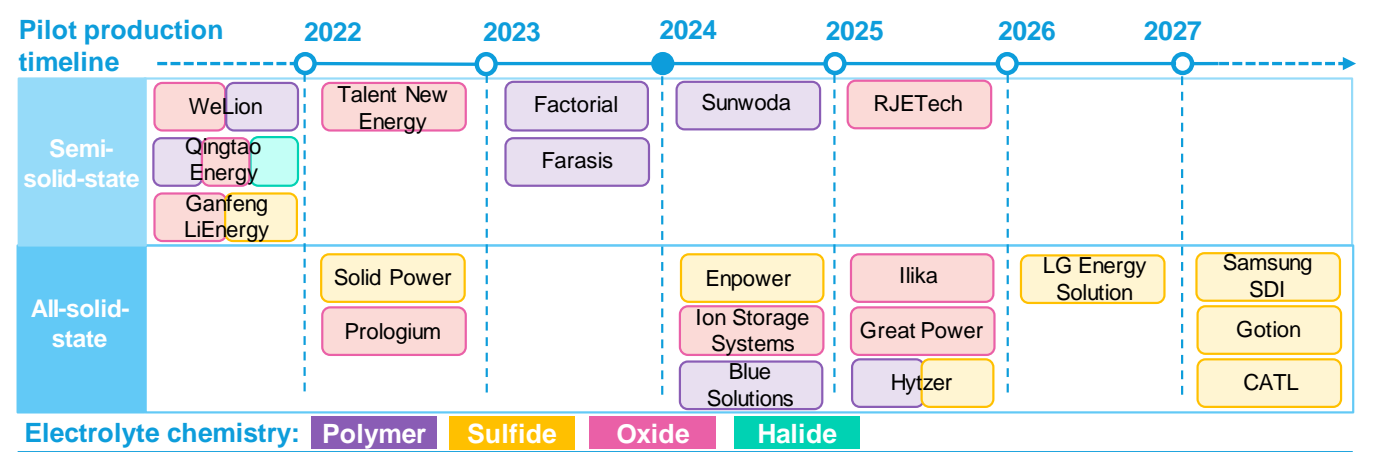 Pilot production
timeline
2022
2023
2024
2025
2026
2027
Semi-
solid-state
WeLion
Qingtao
Energy
Ganfeng
LiEnergy
Talent New
Energy
Factorial
Farasis
Sunwoda
RJETech
All-solid-
state
Solid Power
Prologium
Enpower
Ion Storage
Systems
Blue
Solutions
Ilika
Great Power
Hytzer
LG Energy
Solution
Samsung
SDI
Gotion
CATL
Electrolyte chemistry: Polymer Sulfide Oxide Halide